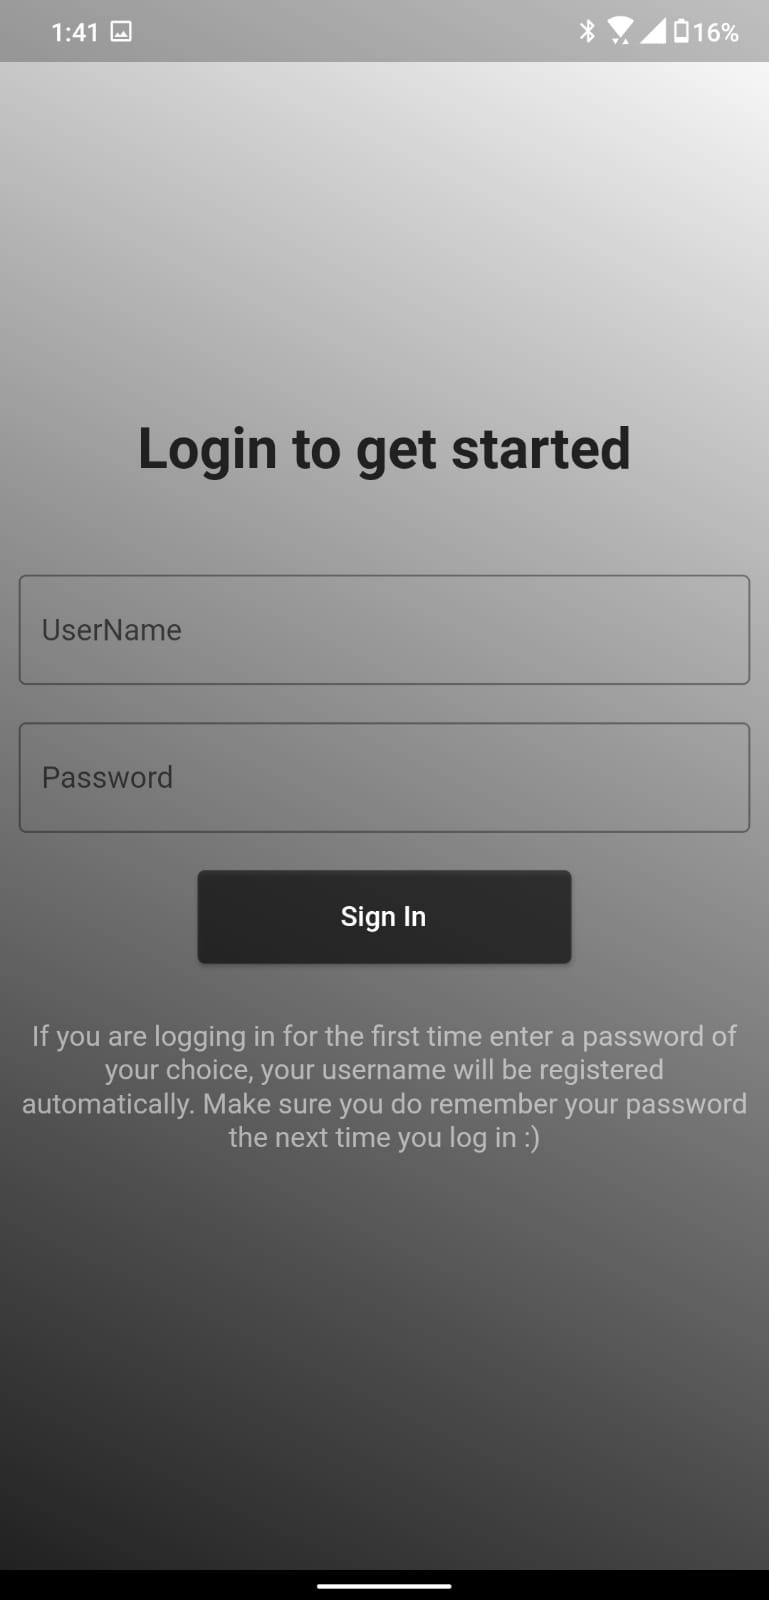 1:41
16%
Login to get started
UserName
Password
Sign In
If you are logging in for the first time enter a password of
your choice, your username will be registered
automatically. Make sure you do remember your password
the next time you log in :)